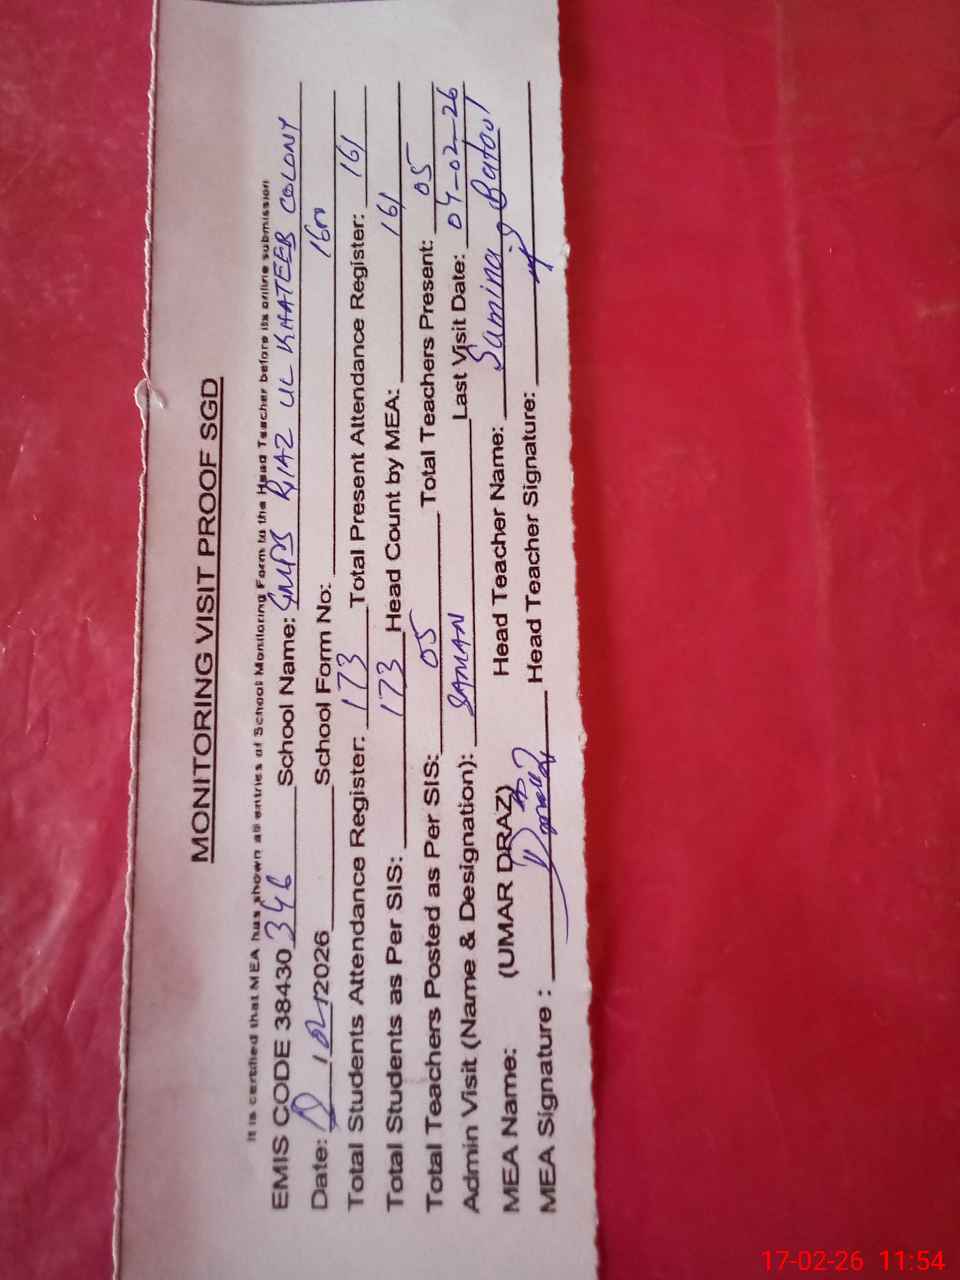 MONITORING VISIT PROOF SGD
It is certified that MEA has shown all entries of School Monitoring Form to the Head Teacher before its online submission
EMIS CODE 38430346 School Name: GMPS RIAZ UL KHATEEB COLONY
Date: /02/2026 School Form No:
Total Students Attendance Register: 173 Total Present Attendance Register: 161
Total Students as Per SIS: 173 Head Count by MEA: 161
Total Teachers Posted as Per SIS: 05 Total Teachers Present: 05
Admin Visit (Name & Designation): SAMAN Last Visit Date: 04-02-26
MEA Name: (UMAR DRAZ) Head Teacher Name: Samina Batool
MEA Signature : Head Teacher Signature:
17-02-26 11:54